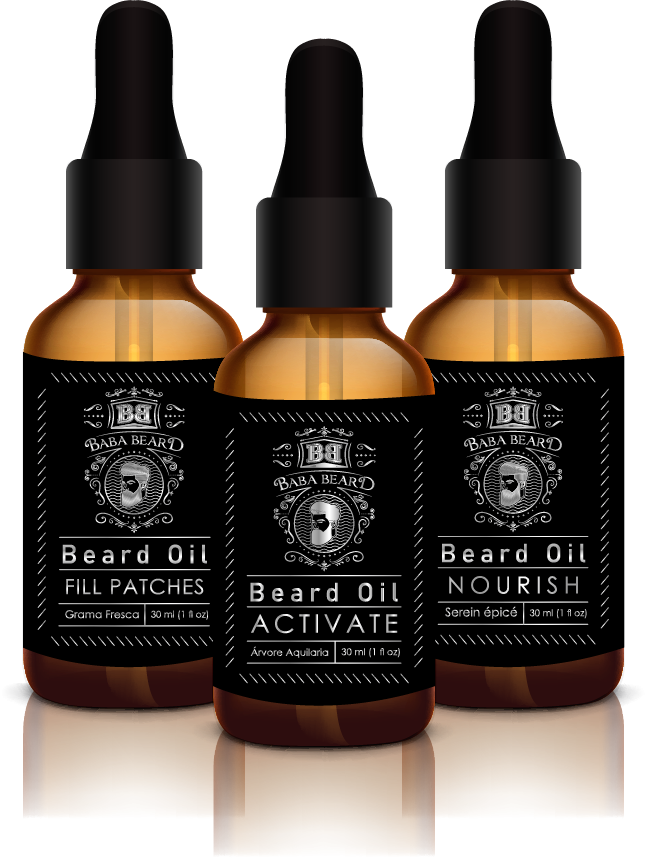 BB
BABA BEARD
Beard Oil
FILL PATCHES
Grama Fresca 30 ml (1 fl oz)
BB
BABA BEARD
Beard Oil
ACTIVATE
Árvore Aquilaria 30 ml (1 fl oz)
BB
BABA BEARD
Beard Oil
NOURISH
Serein épicé 30 ml (1 fl oz)